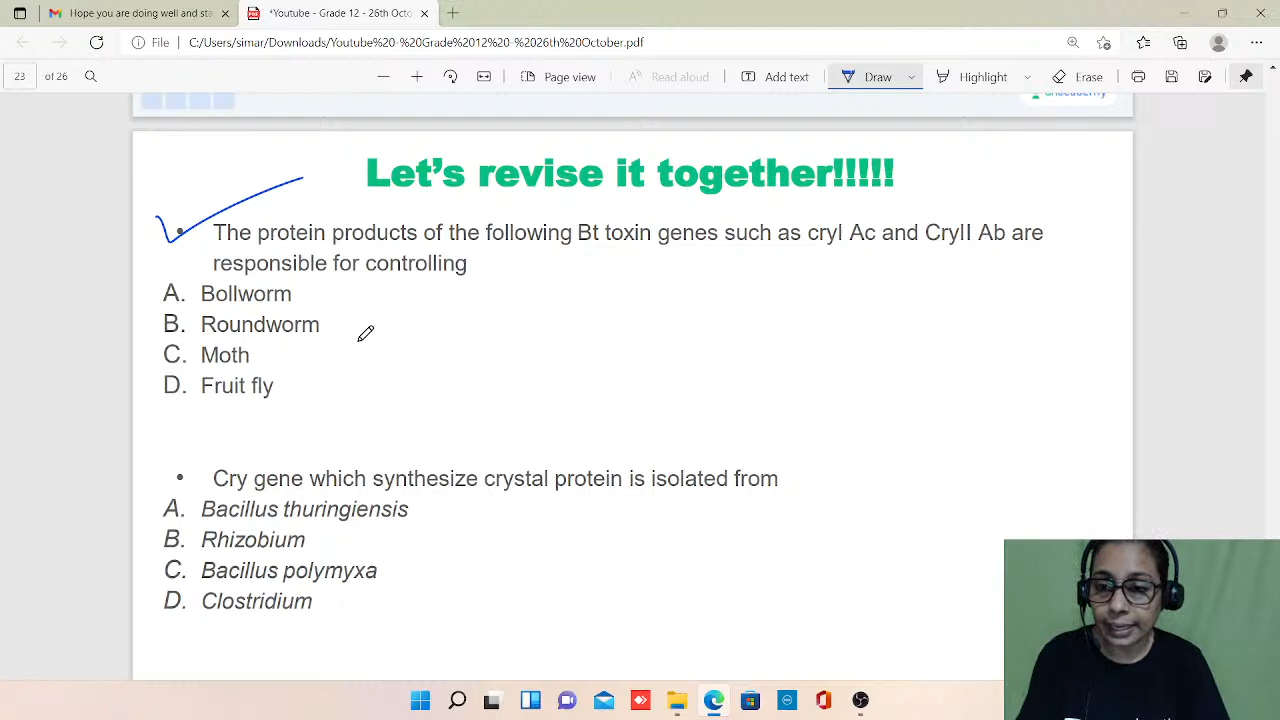 Hope you are doing well and sta
*Youtube - Grade 12 - 26th Octo
File
C:/Users/simar/Downloads/Youtube%20-%20Grade%2012%20-%2026th%20October.pdf
23 of 26
Page view
Read aloud
Add text
Draw
Highlight
Erase
Let's revise it together!!!!!
• The protein products of the following Bt toxin genes such as cryI Ac and CryII Ab are
responsible for controlling
A. Bollworm
B. Roundworm
C. Moth
D. Fruit fly
• Cry gene which synthesize crystal protein is isolated from
A. Bacillus thuringiensis
B. Rhizobium
C. Bacillus polymyxa
D. Clostridium